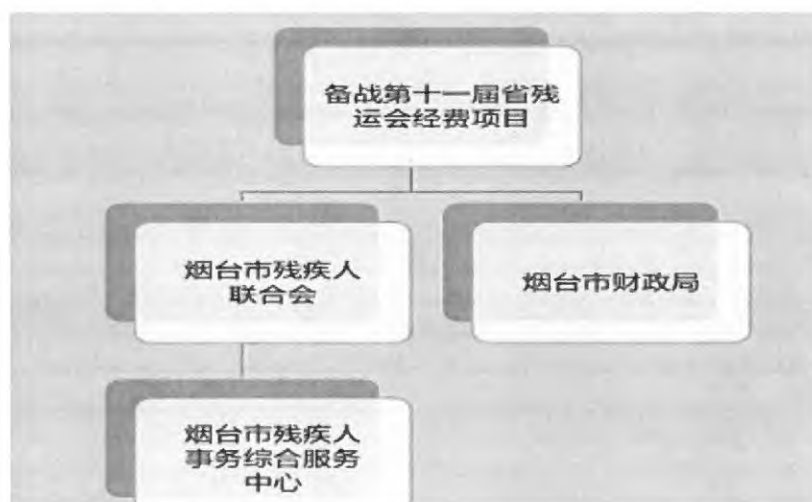 备战第十一届省残
运会经费项目
烟台市残疾人
联合会
烟台市财政局
烟台市残疾人
事务综合服务
中心